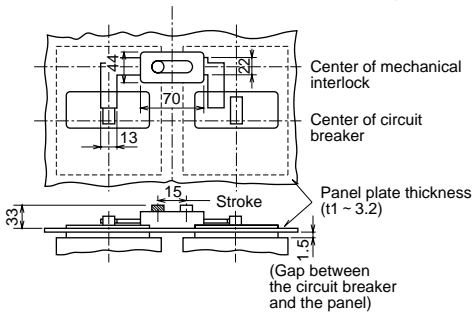 44
22
Center of mechanical
interlock
70
Center of circuit
breaker
13
15
Stroke
Panel plate thickness
(t1 ~ 3.2)
33
1.5
(Gap between
the circuit breaker
and the panel)